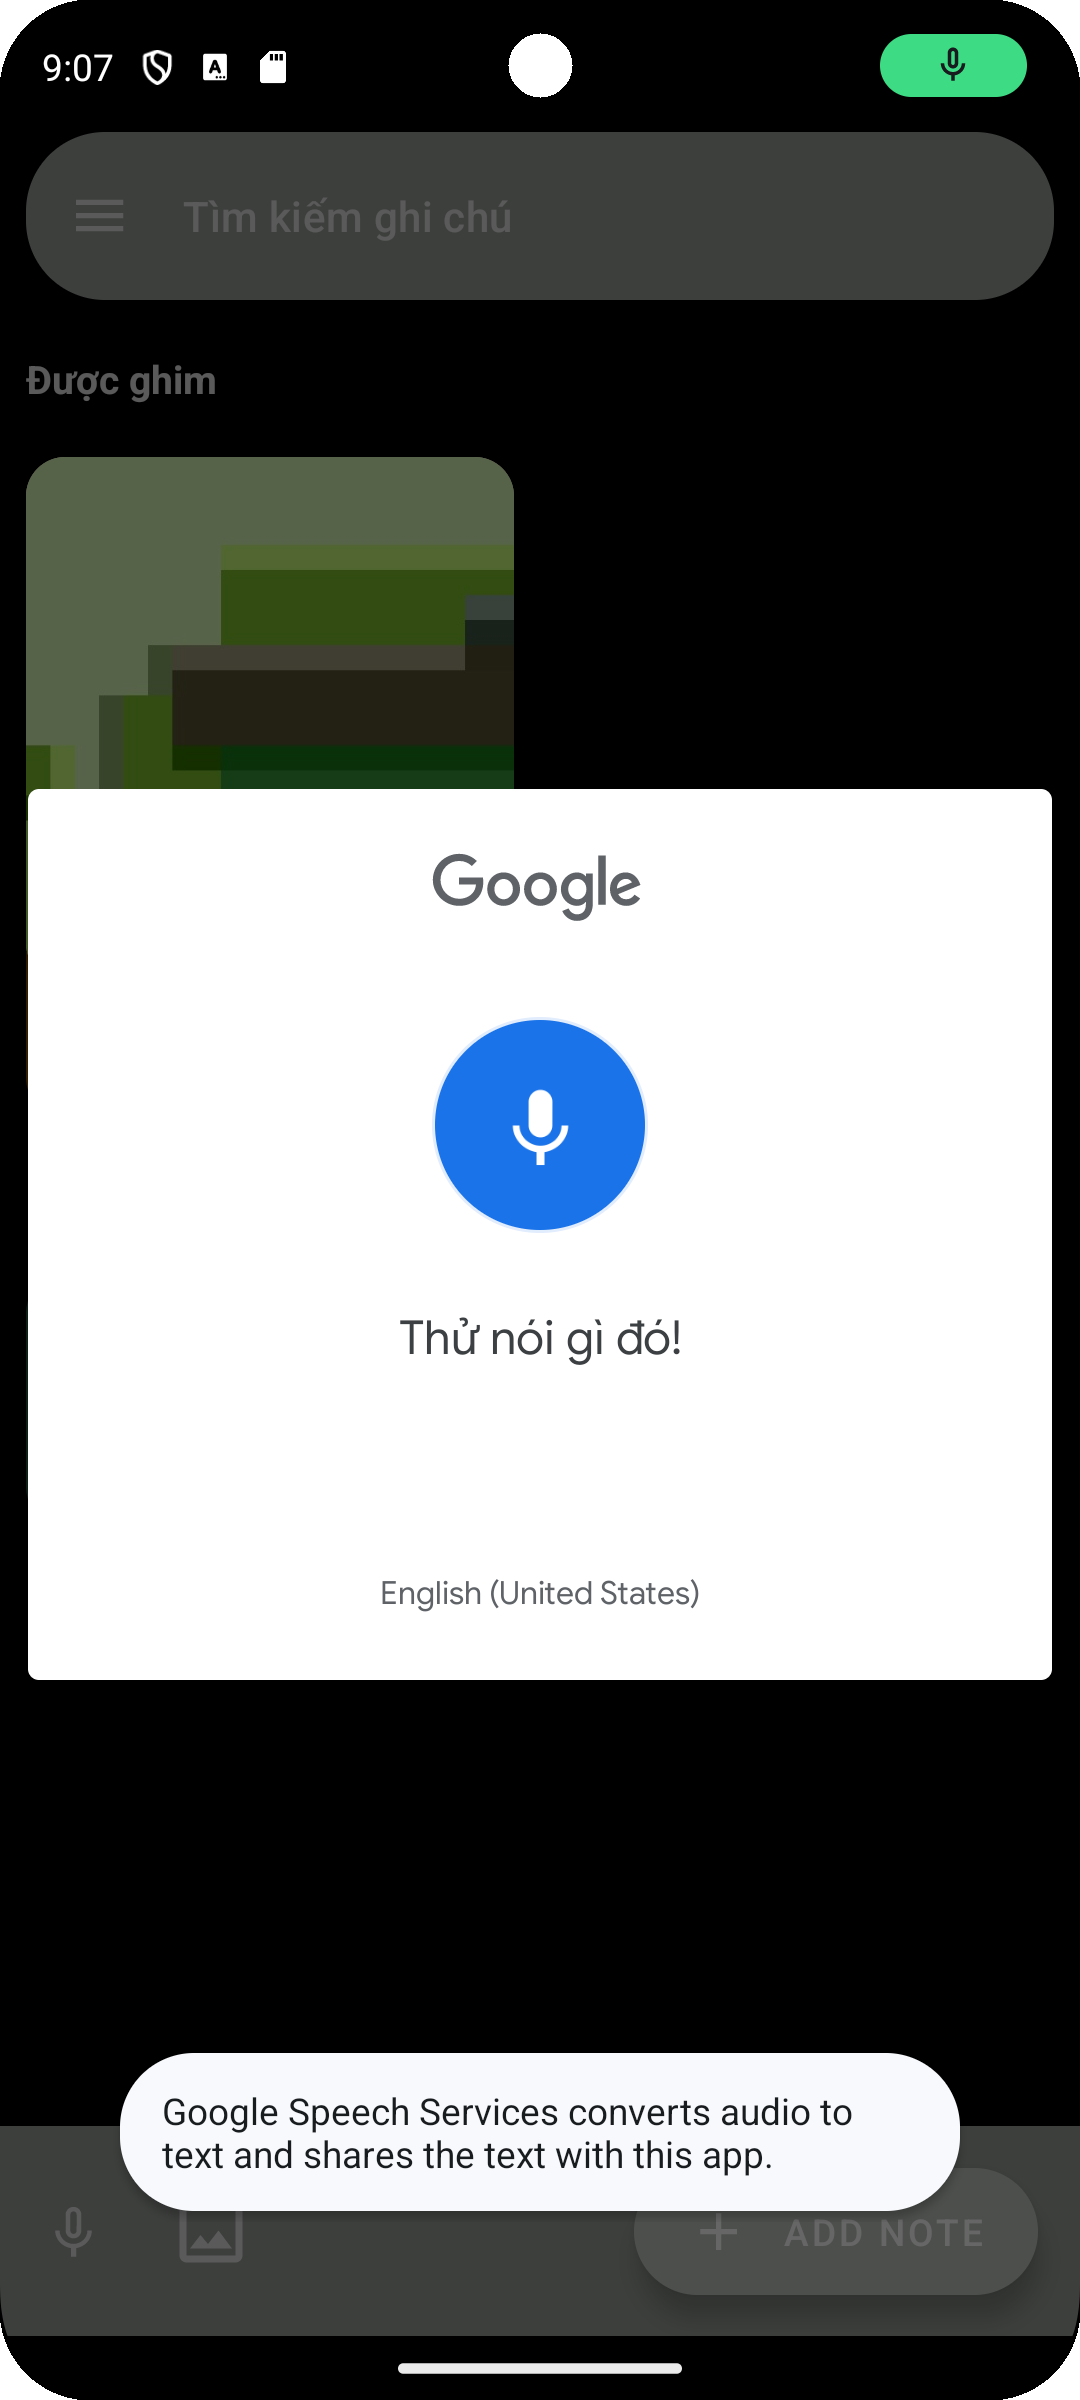 9:07
Tìm kiếm ghi chú
Được ghim
Google
Thử nói gì đó!
English (United States)
Google Speech Services converts audio to
text and shares the text with this app.
ADD NOTE